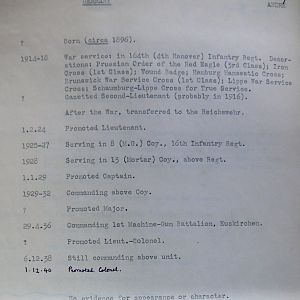 ANDRÉ
? Born (circa 1896).
1914-18 War service: in 164th (4th Hanover) Infantry Regt. Decor-
ations: Prussian Order of the Red Eagle (3rd Class); Iron
Cross (1st Class); Wound Badge; Hamburg Hanseatic Cross;
Brunswick War Service Cross (1st Class); Lippe War Service
Cross; Schaumburg-Lippe Cross for True Service.
? Gazetted Second-Lieutenant (probably in 1916).
After the War, transferred to the Reichswehr.
1.2.24 Promoted Lieutenant.
1925-27 Serving in 8 (M.G.) Coy., 16th Infantry Regt.
1928 Serving in 13 (Mortar) Coy., above Regt.
1.1.29 Promoted Captain.
1929-32 Commanding above Coy.
? Promoted Major.
29.4.36 Commanding 1st Machine-Gun Battalion, Euskirchen.
? Promoted Lieut.-Colonel.
6.12.38 Still commanding above unit.
1.12.40 Promoted Colonel.
No evidence for appearance or character.